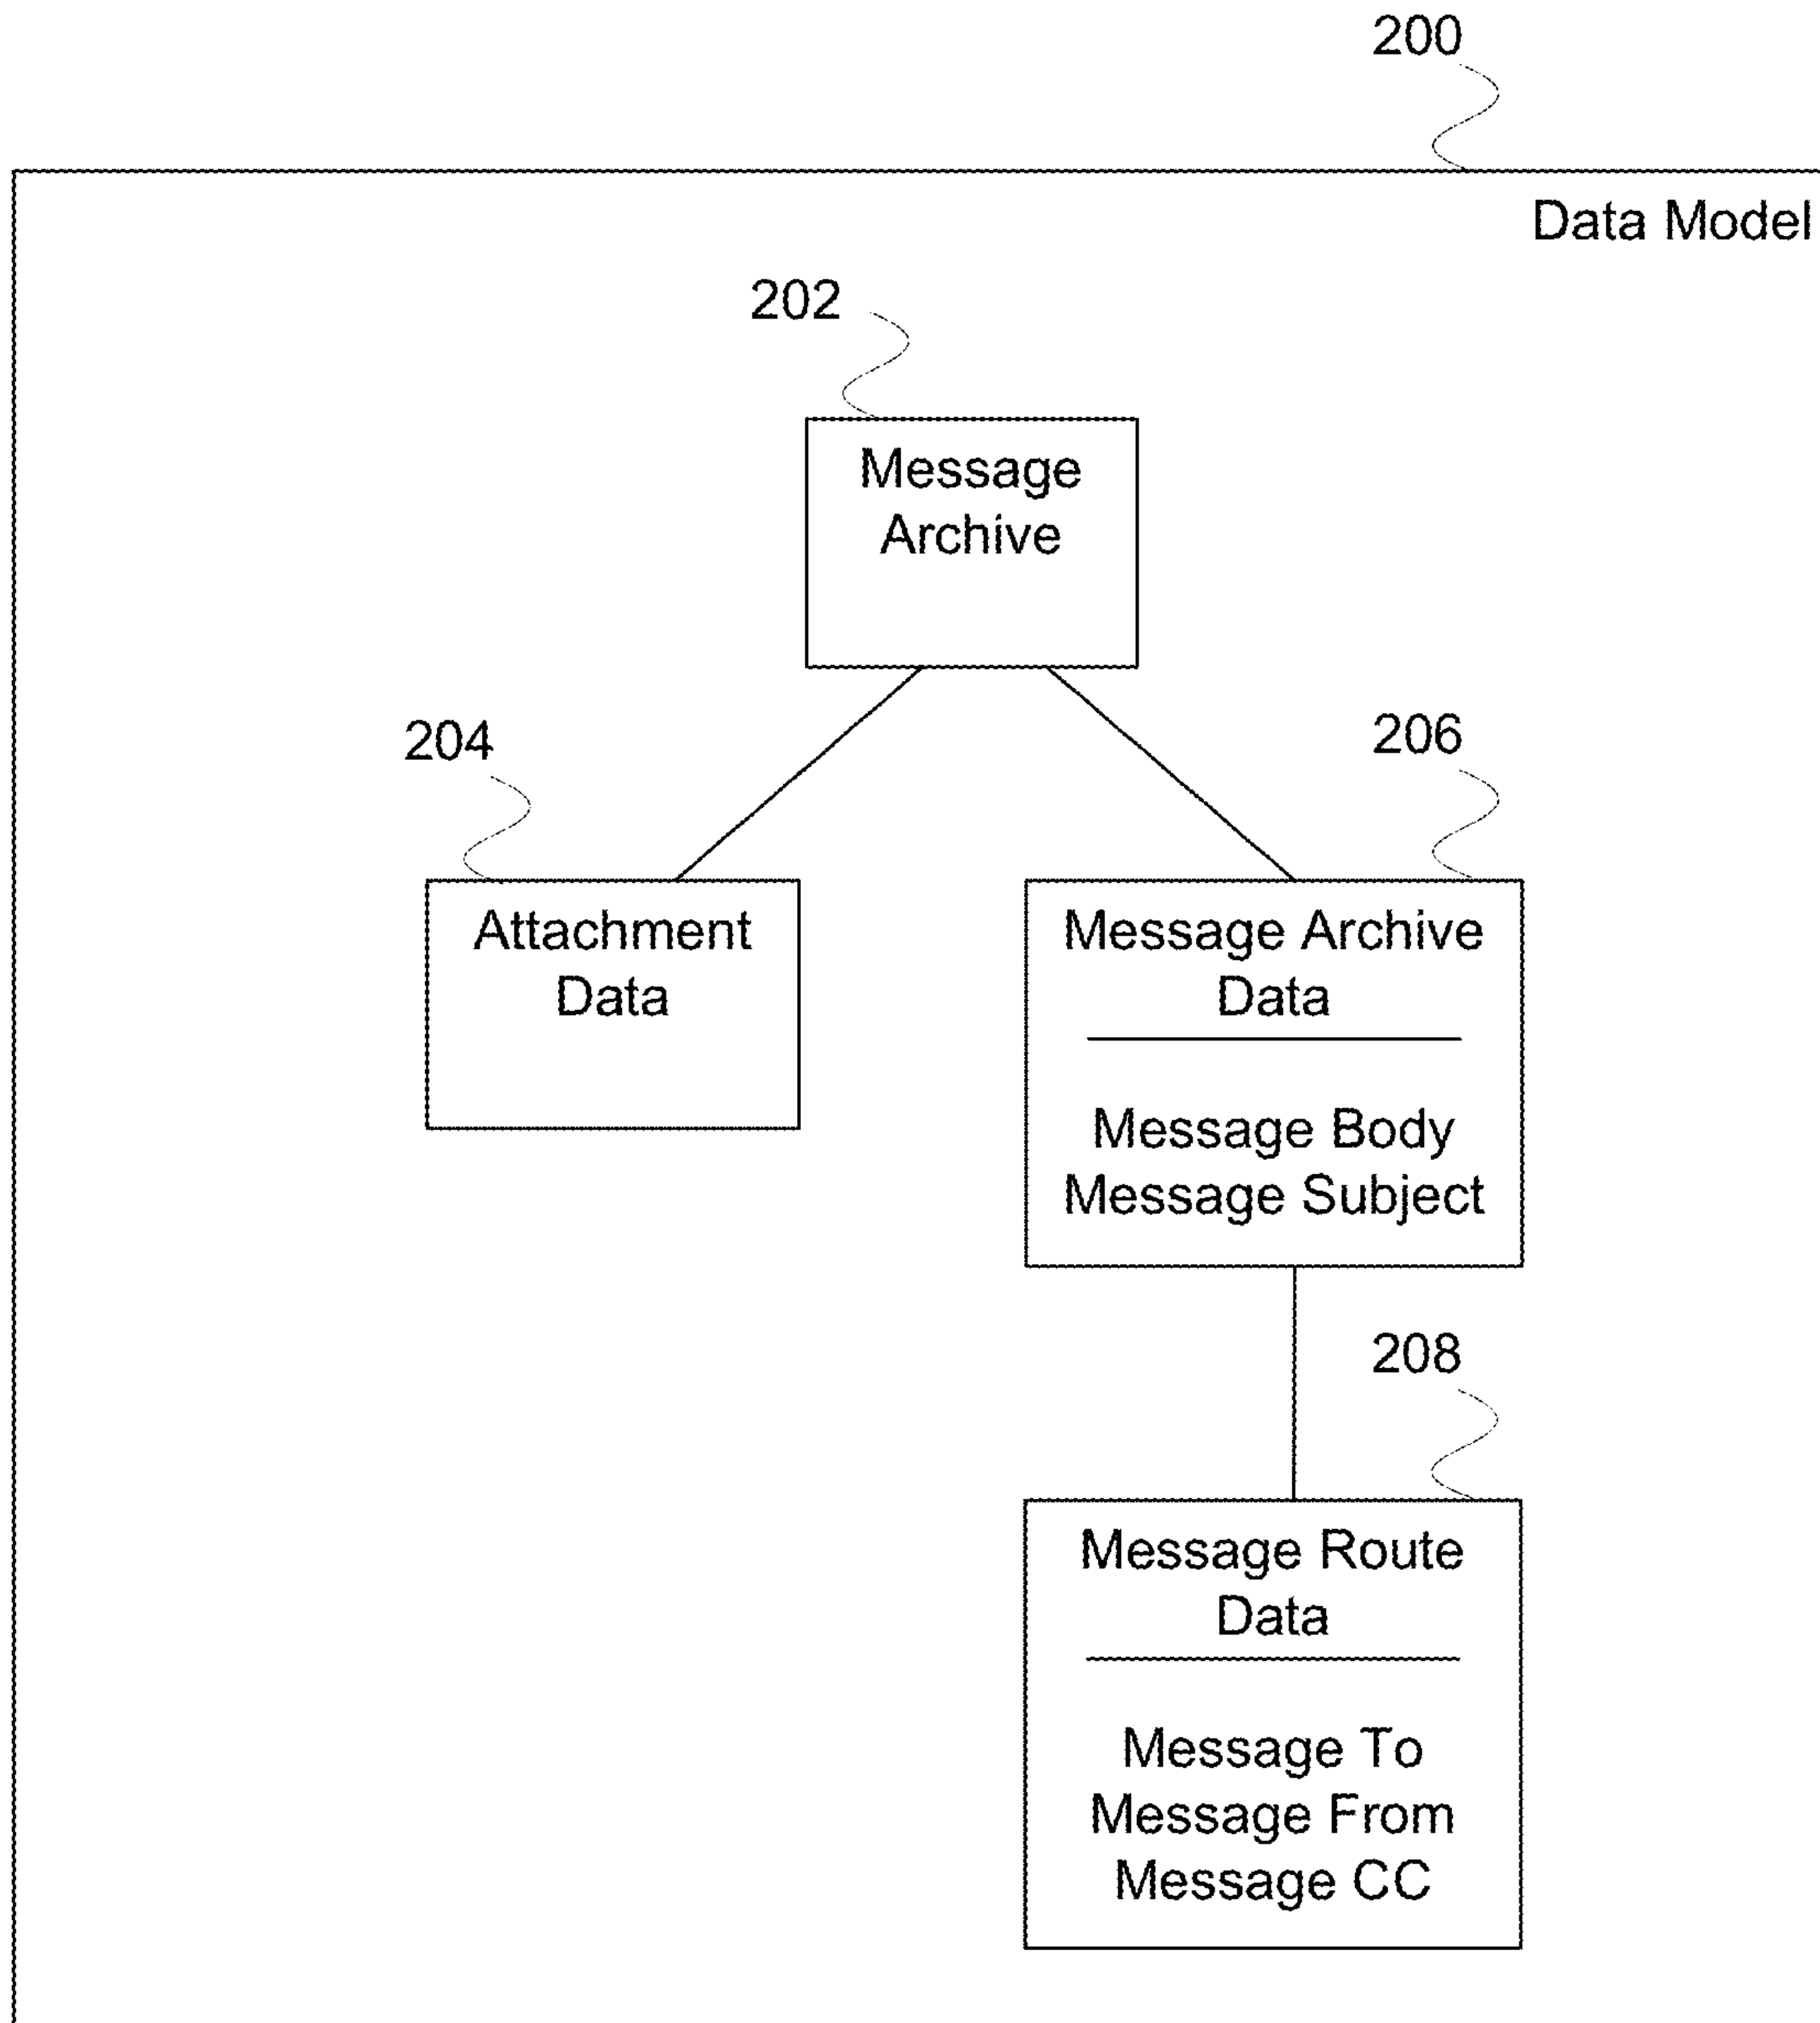 200
Data Model
202
Message
Archive
204
206
Attachment
Data
Message Archive
Data
Message Body
Message Subject
208
Message Route
Data
Message To
Message From
Message CC